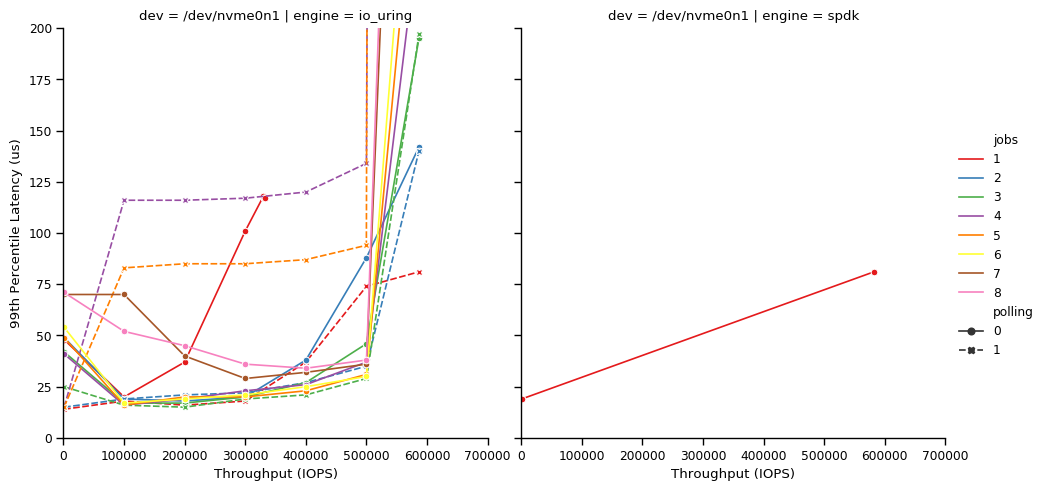 dev = /dev/nvme0n1 | engine = io_uring
dev = /dev/nvme0n1 | engine = spdk
99th Percentile Latency (us)
200
175
150
125
100
75
50
25
0
0 100000 200000 300000 400000 500000 600000 700000
Throughput (IOPS)
0 100000 200000 300000 400000 500000 600000 700000
Throughput (IOPS)
jobs
1
2
3
4
5
6
7
8
polling
0
1